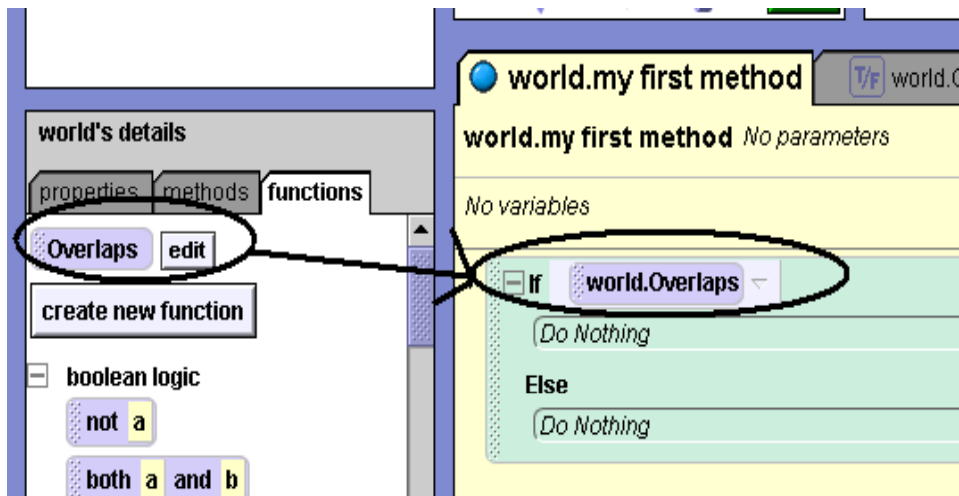 world's details
properties methods functions
Overlaps edit
create new function
boolean logic
not a
both a and b
world.my first method
T/F world.
world.my first method No parameters
No variables
If world.Overlaps
Do Nothing
Else
Do Nothing